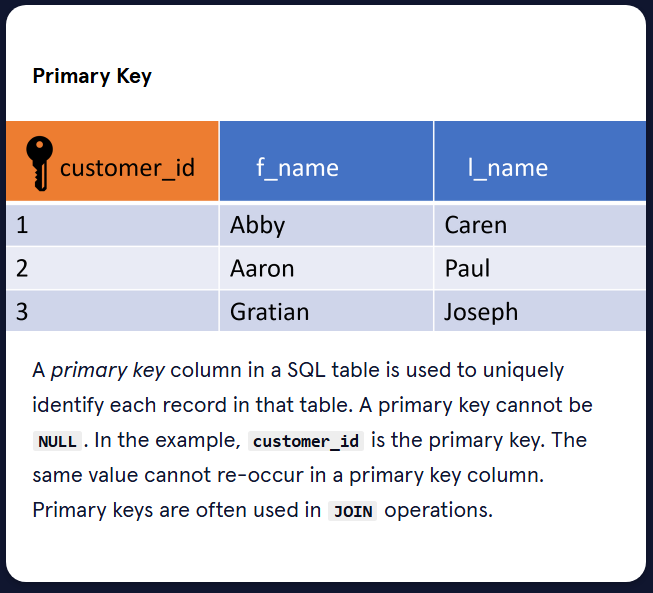 Primary Key
customer_id f_name l_name
1 Abby Caren
2 Aaron Paul
3 Gratian Joseph
A primary key column in a SQL table is used to uniquely
identify each record in that table. A primary key cannot be
NULL. In the example, customer_id is the primary key. The
same value cannot re-occur in a primary key column.
Primary keys are often used in JOIN operations.